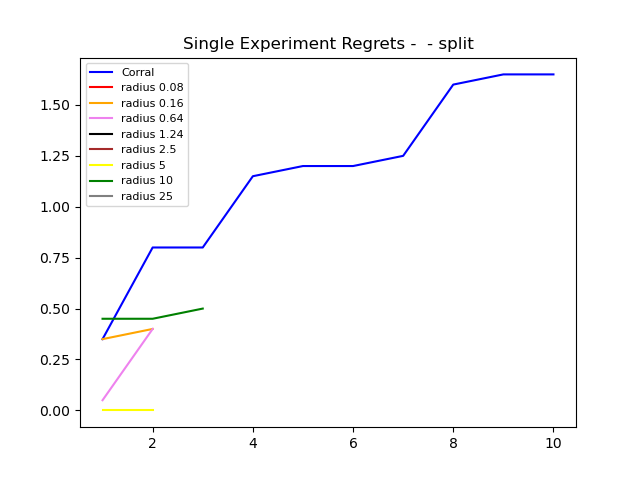 Single Experiment Regrets -  - split
Corral
radius 0.08
radius 0.16
radius 0.64
radius 1.24
radius 2.5
radius 5
radius 10
radius 25
1.50
1.25
1.00
0.75
0.50
0.25
0.00
2 4 6 8 10